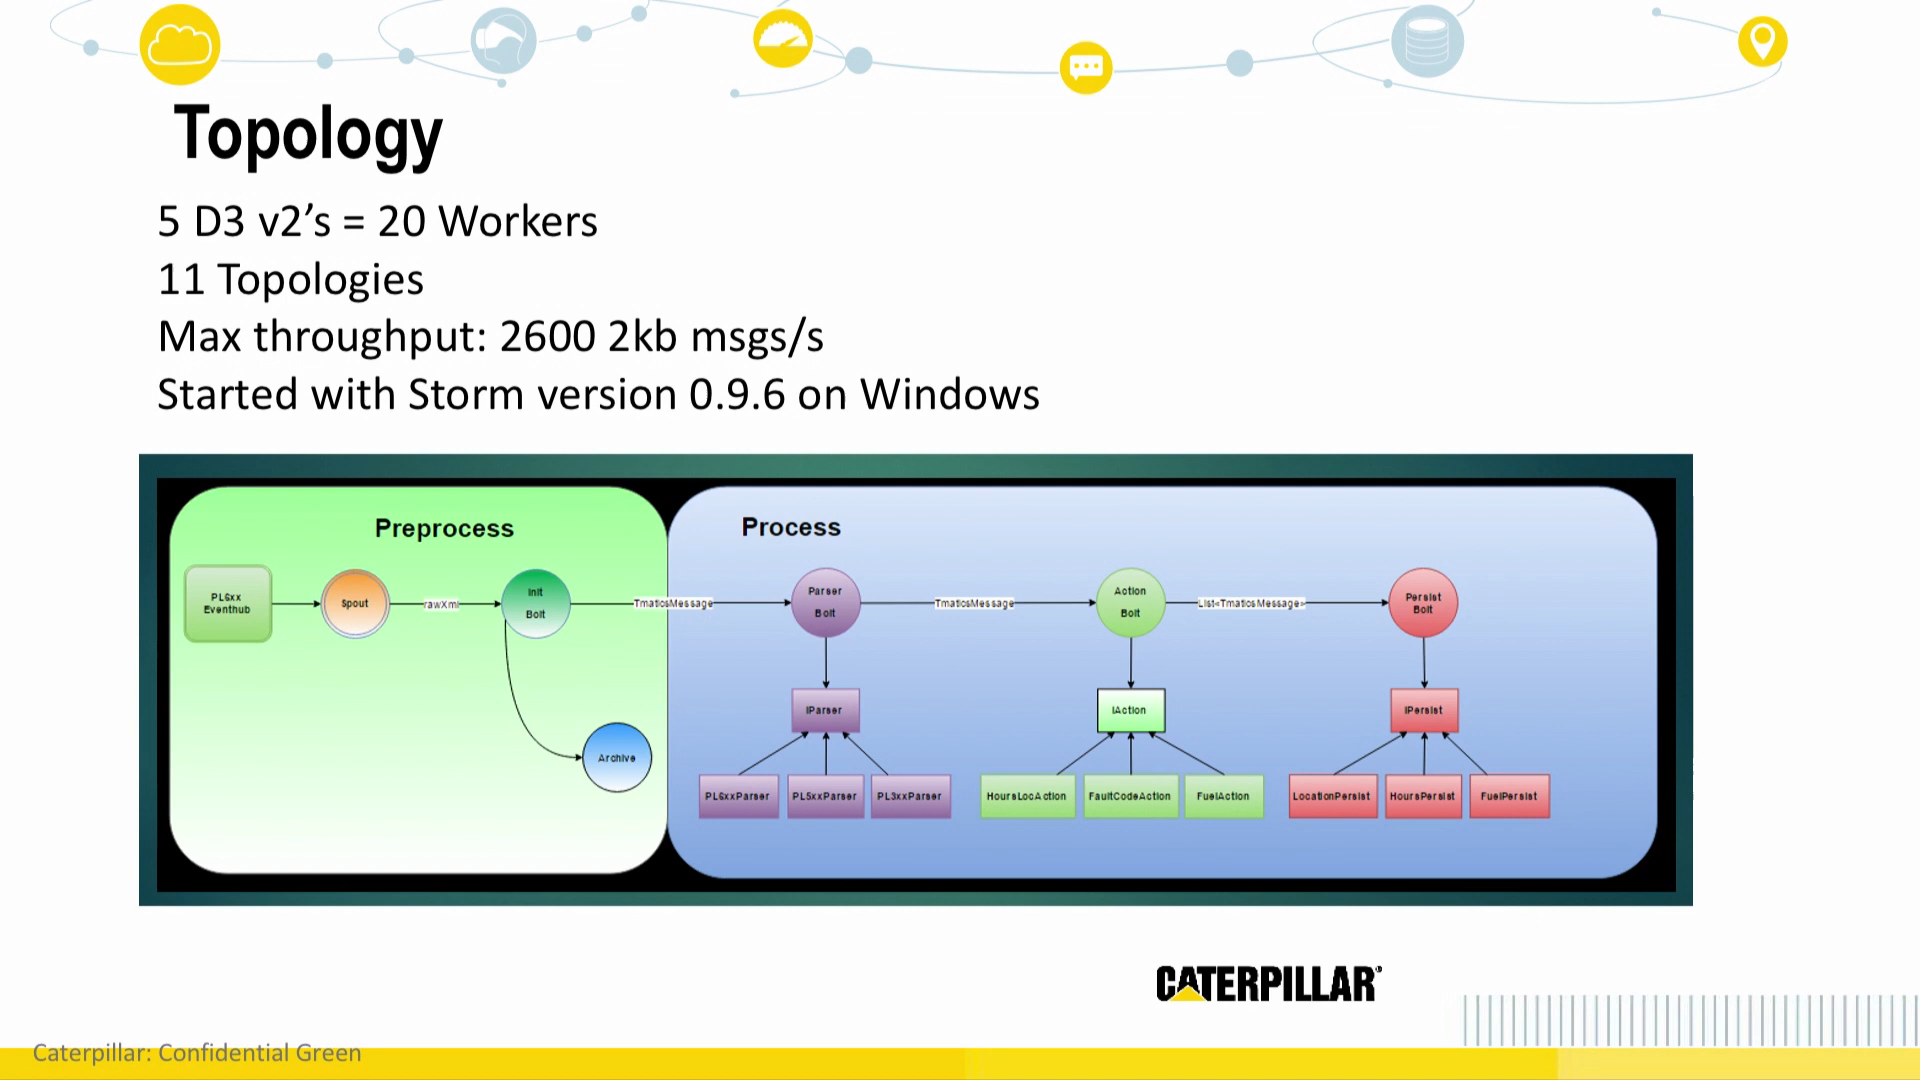 Topology
5 D3 v2’s = 20 Workers
11 Topologies
Max throughput: 2600 2kb msgs/s
Started with Storm version 0.9.6 on Windows
Preprocess
Process
PL6xx
Eventhub
Spout
rawXml
Init
Bolt
TmaticsMessage
Parser
Bolt
TmaticsMessage
Action
Bolt
List<TmaticsMessage>
Persist
Bolt
IParser
IAction
IPersist
Archive
PL6xxParser
PL5xxParser
PL3xxParser
HoursLocAction
FaultCodeAction
FuelAction
LocationPersist
HoursPersist
FuelPersist
CATERPILLAR®
Caterpillar: Confidential Green